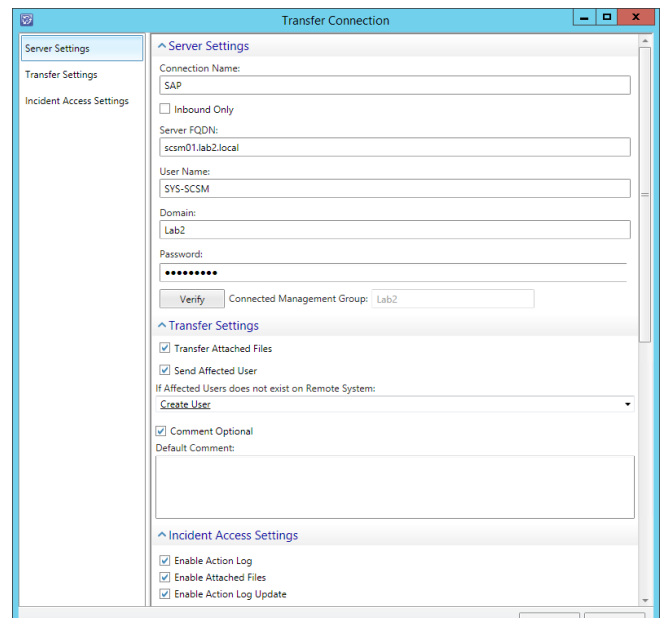 Transfer Connection
Server Settings
Transfer Settings
Incident Access Settings
Server Settings
Connection Name:
SAP
Inbound Only
Server FQDN:
scsm01.lab2.local
User Name:
SYS-SCSM
Domain:
Lab2
Password:
•••••••••
Verify Connected Management Group: Lab2
Transfer Settings
Transfer Attached Files
Send Affected User
If Affected Users does not exist on Remote System:
Create User
Comment Optional
Default Comment:
Incident Access Settings
Enable Action Log
Enable Attached Files
Enable Action Log Update